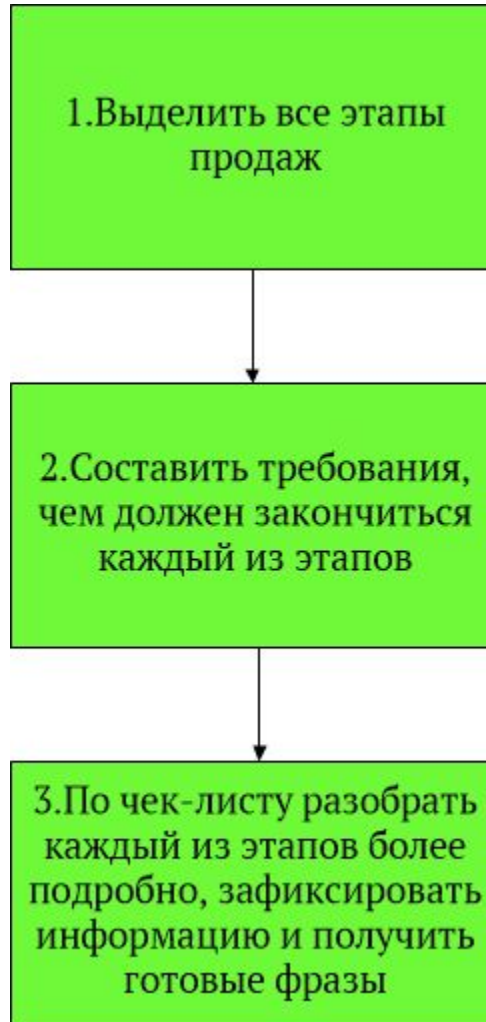 1.Выделить все этапы
продаж
2.Составить требования,
чем должен закончиться
каждый из этапов
3.По чек-листу разобрать
каждый из этапов более
подробно, зафиксировать
информацию и получить
готовые фразы